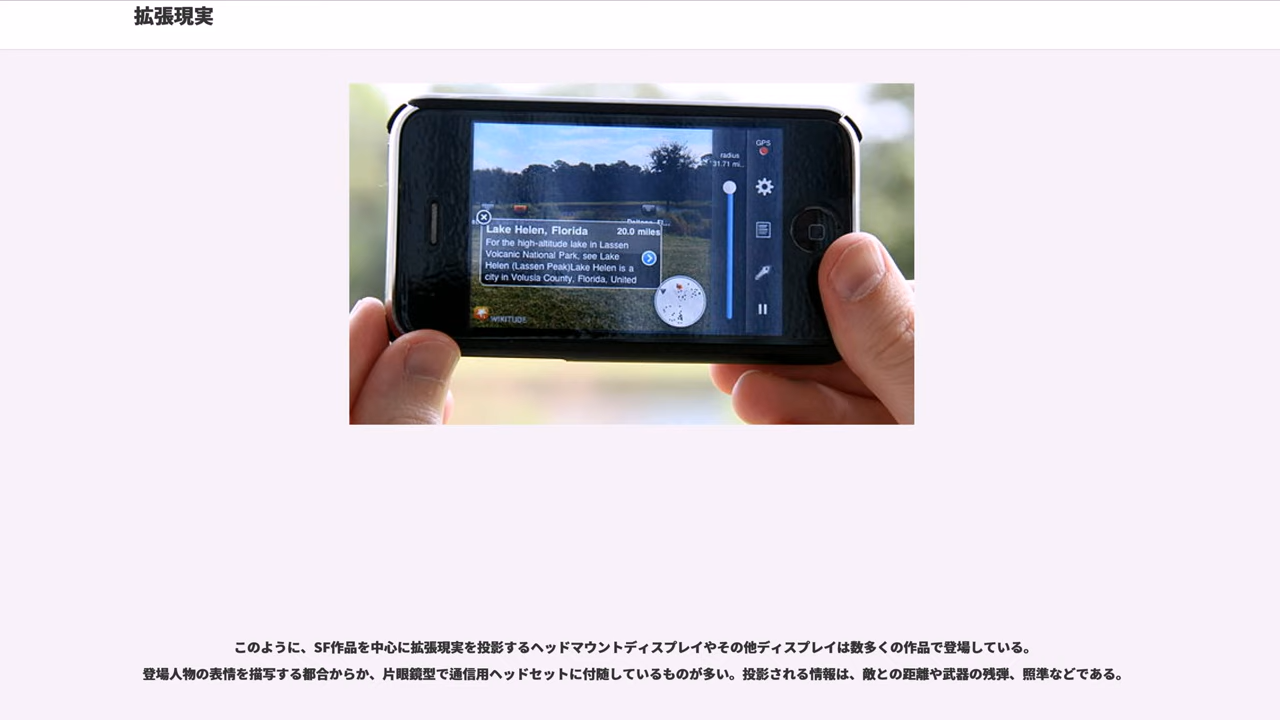 拡張現実
GPS
radius
31.71 mi...
Lake Helen, Florida 20.0 miles
For the high-altitude lake in Lassen
Volcanic National Park, see Lake
Helen (Lassen Peak)Lake Helen is a
city in Volusia County, Florida, United
WIKITUDE
このように、SF作品を中心に拡張現実を投影するヘッドマウントディスプレイやその他ディスプレイは数多くの作品で登場している。
登場人物の表情を描写する都合からか、片眼鏡型で通信用ヘッドセットに付随しているものが多い。投影される情報は、敵との距離や武器の残弾、照準などである。